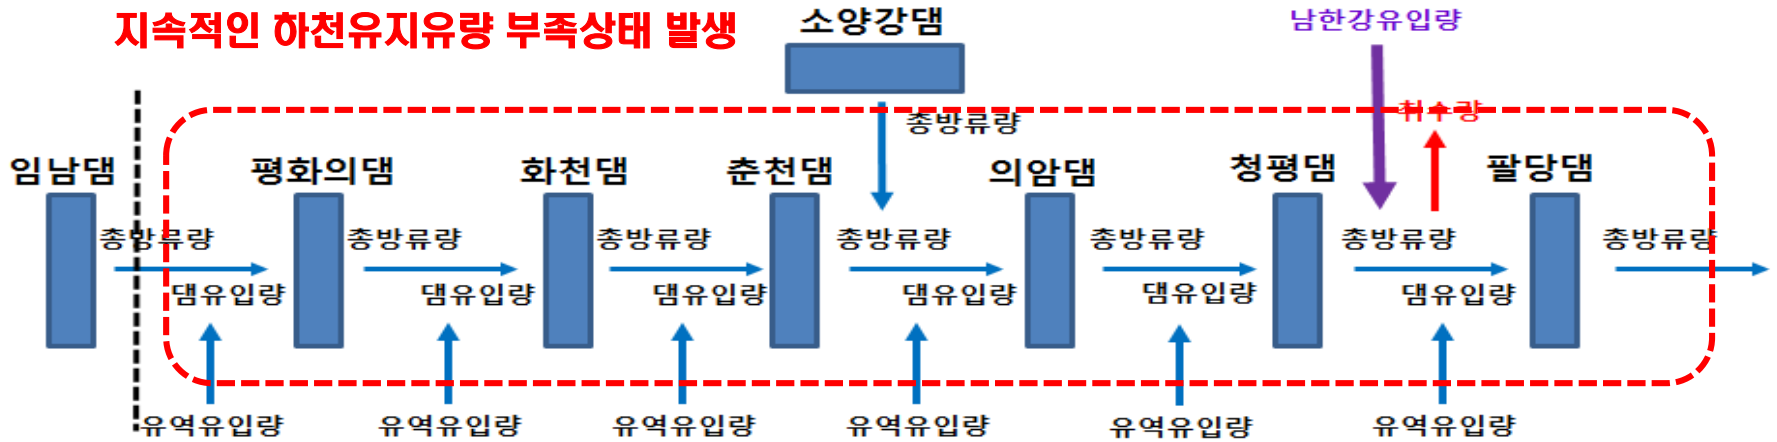 지속적인 하천유지유량 부족상태 발생
소양강댐
남한강유입량
총방류량
취수량
임남댐
평화의댐
화천댐
춘천댐
의암댐
청평댐
팔당댐
총방류량
총방류량
총방류량
총방류량
총방류량
총방류량
총방류량
댐유입량
댐유입량
댐유입량
댐유입량
댐유입량
댐유입량
유역유입량
유역유입량
유역유입량
유역유입량
유역유입량
유역유입량